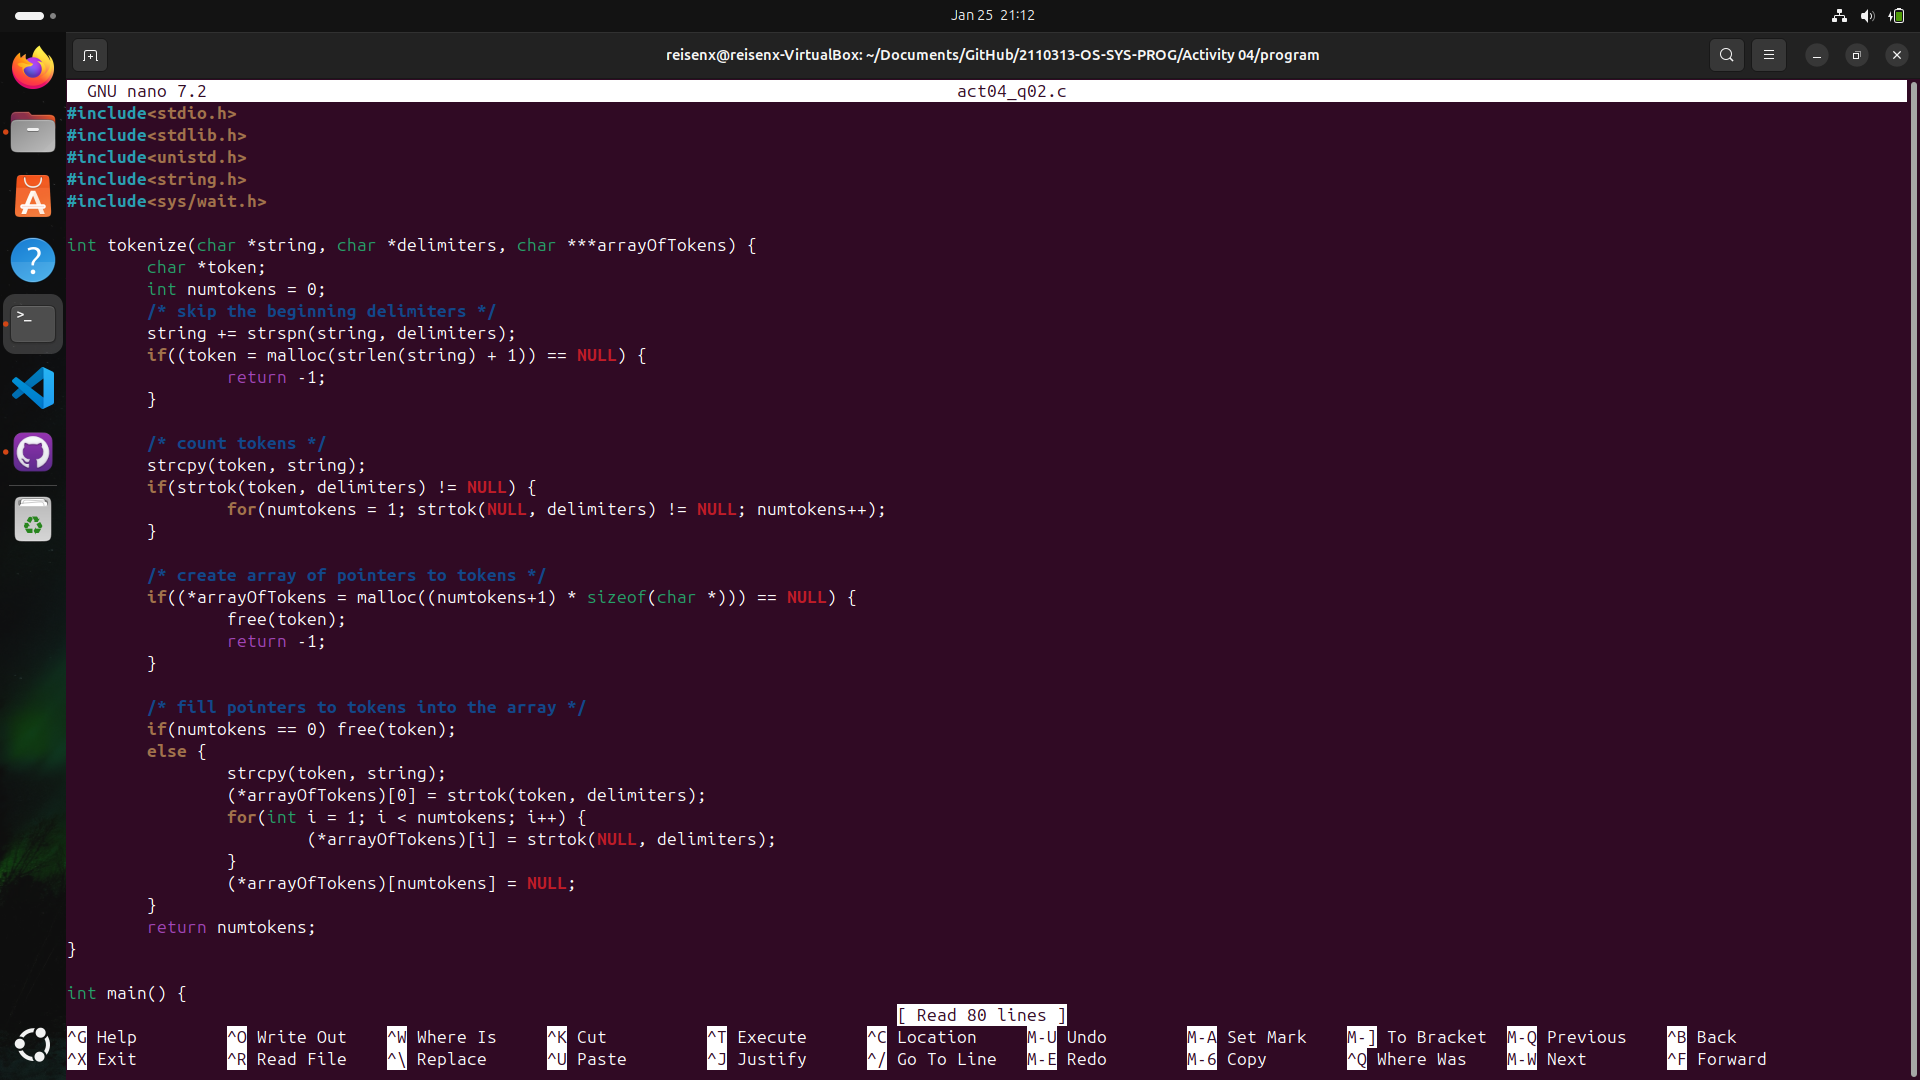 Jan 25 21:12
reisenx@reisenx-VirtualBox: ~/Documents/GitHub/2110313-OS-SYS-PROG/Activity 04/program
GNU nano 7.2 act04_q02.c
#include<stdio.h>
#include<stdlib.h>
#include<unistd.h>
#include<string.h>
#include<sys/wait.h>
int tokenize(char *string, char *delimiters, char ***arrayOfTokens) {
char *token;
int numtokens = 0;
/* skip the beginning delimiters */
string += strspn(string, delimiters);
if((token = malloc(strlen(string) + 1)) == NULL) {
return -1;
}
/* count tokens */
strcpy(token, string);
if(strtok(token, delimiters) != NULL) {
for(numtokens = 1; strtok(NULL, delimiters) != NULL; numtokens++);
}
/* create array of pointers to tokens */
if((*arrayOfTokens = malloc((numtokens+1) * sizeof(char *))) == NULL) {
free(token);
return -1;
}
/* fill pointers to tokens into the array */
if(numtokens == 0) free(token);
else {
strcpy(token, string);
(*arrayOfTokens)[0] = strtok(token, delimiters);
for(int i = 1; i < numtokens; i++) {
(*arrayOfTokens)[i] = strtok(NULL, delimiters);
}
(*arrayOfTokens)[numtokens] = NULL;
}
return numtokens;
}
int main() {
[ Read 80 lines ]
^G Help ^O Write Out ^W Where Is ^K Cut ^T Execute ^C Location M-U Undo M-A Set Mark M-] To Bracket M-Q Previous ^B Back
^X Exit ^R Read File ^\ Replace ^U Paste ^J Justify ^/ Go To Line M-E Redo M-6 Copy ^Q Where Was M-W Next ^F Forward